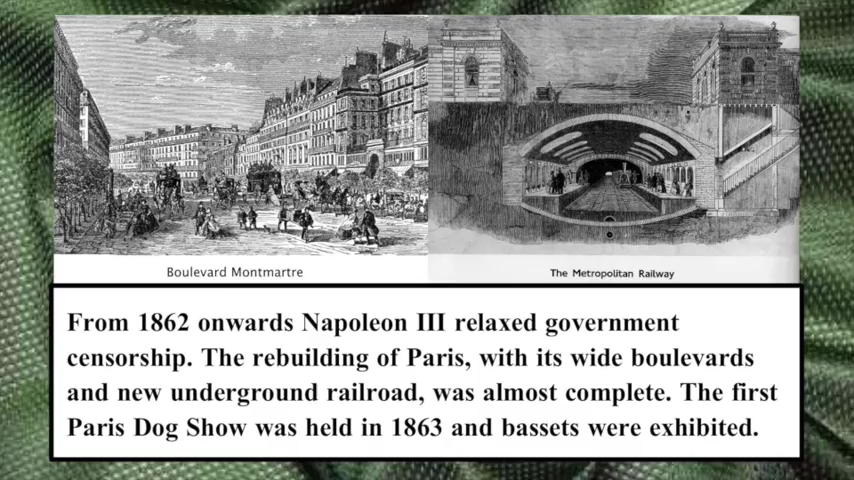 Boulevard Montmartre
The Metropolitan Railway
From 1862 onwards Napoleon III relaxed government
censorship. The rebuilding of Paris, with its wide boulevards
and new underground railroad, was almost complete. The first
Paris Dog Show was held in 1863 and bassets were exhibited.